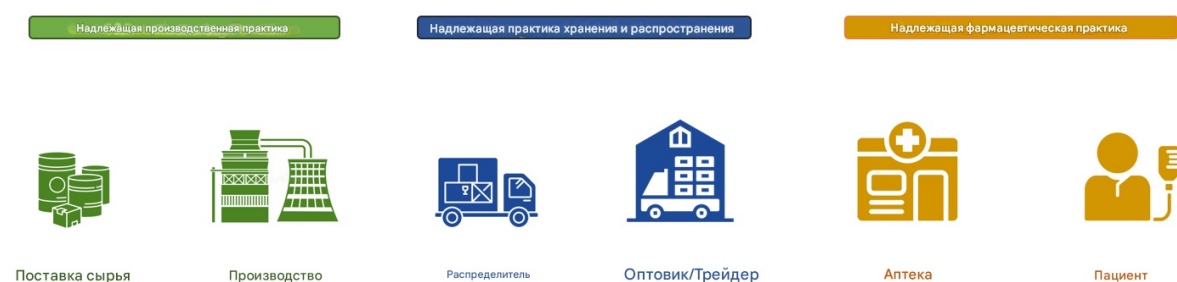 Надлежащая производственная практика
Надлежащая практика хранения и распространения
Надлежащая фармацевтическая практика
Поставка сырья
Производство
Распределитель
Оптовик/Трейдер
Аптека
Пациент